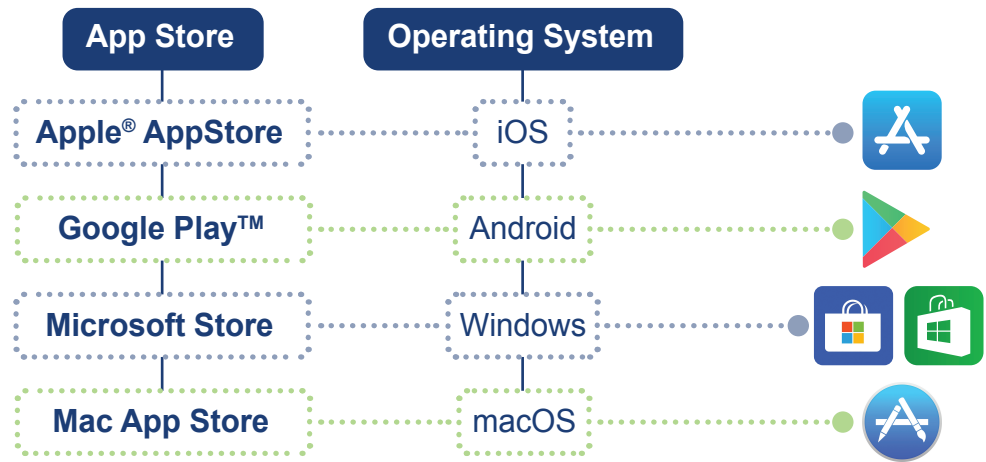 App Store
Operating System
Apple® AppStore
iOS
Google Play™
Android
Microsoft Store
Windows
Mac App Store
macOS